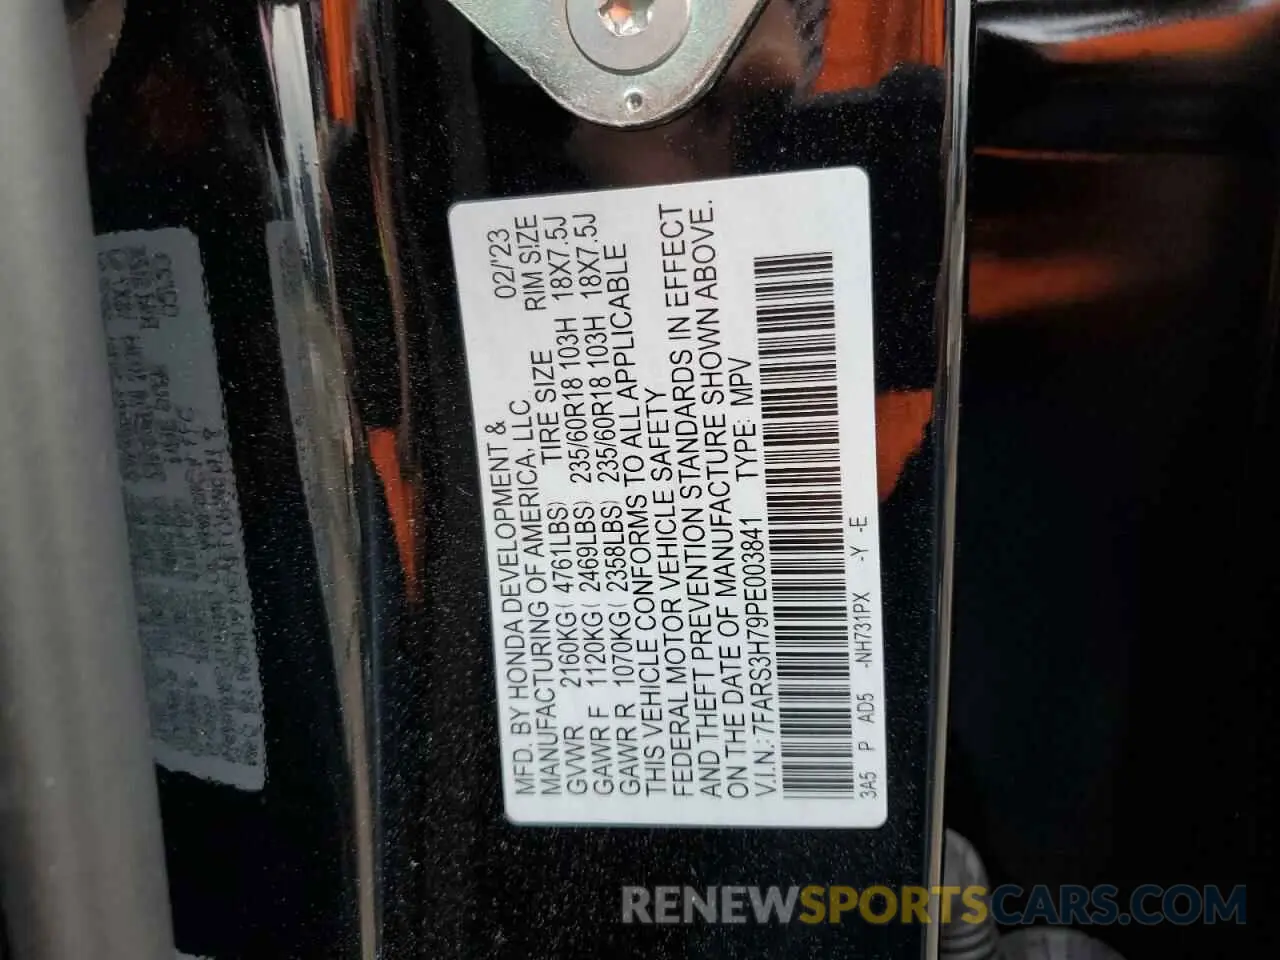 MFD. BY HONDA DEVELOPMENT & 02/'23
MANUFACTURING OF AMERICA, LLC
TIRE SIZE RIM SIZE
GVWR 2160KG( 4761LBS)
GAWR F 1120KG( 2469LBS) 235/60R18 103H 18X7.5J
GAWR R 1070KG( 2358LBS) 235/60R18 103H 18X7.5J
THIS VEHICLE CONFORMS TO ALL APPLICABLE
FEDERAL MOTOR VEHICLE SAFETY
AND THEFT PREVENTION STANDARDS IN EFFECT
ON THE DATE OF MANUFACTURE SHOWN ABOVE.
V.I.N.: 7FARS3H79PE003841 TYPE: MPV
3A5 P AD5 -NH731PX -Y -E
RENEWSPORTSCARS.COM